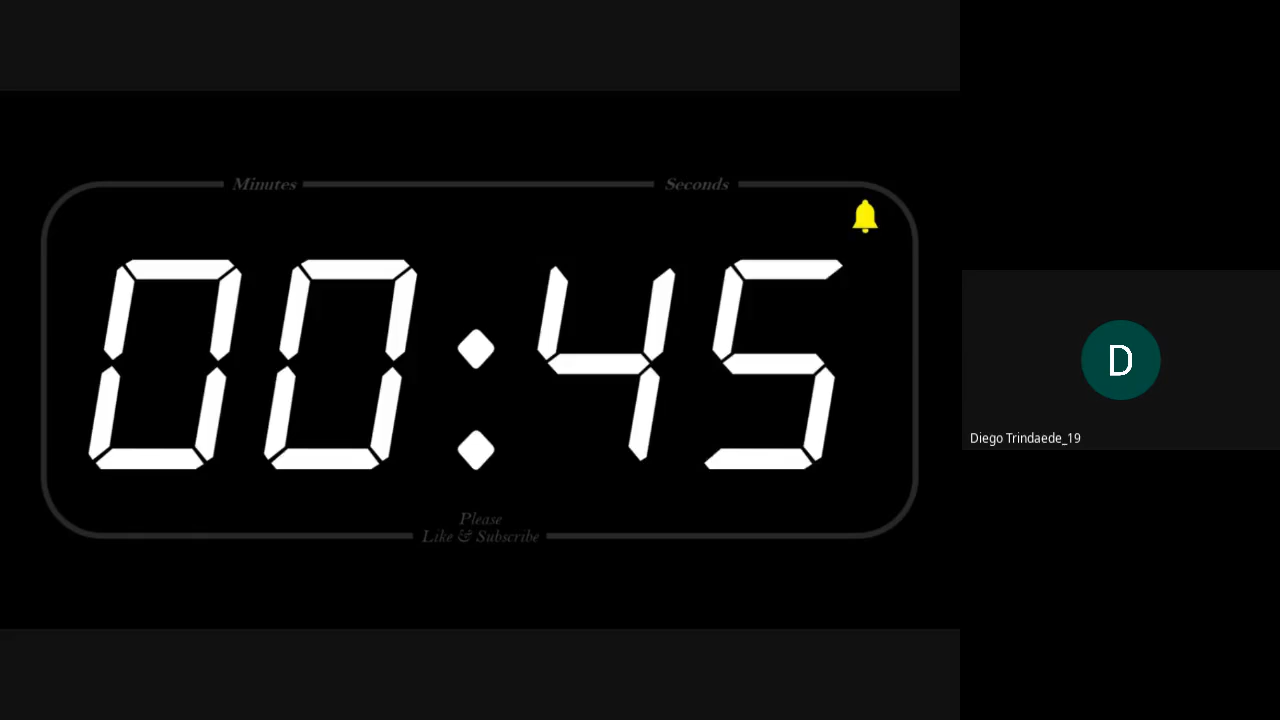 Minutes Seconds
00:45
Please
Like & Subscribe
D
Diego Trindaede_19